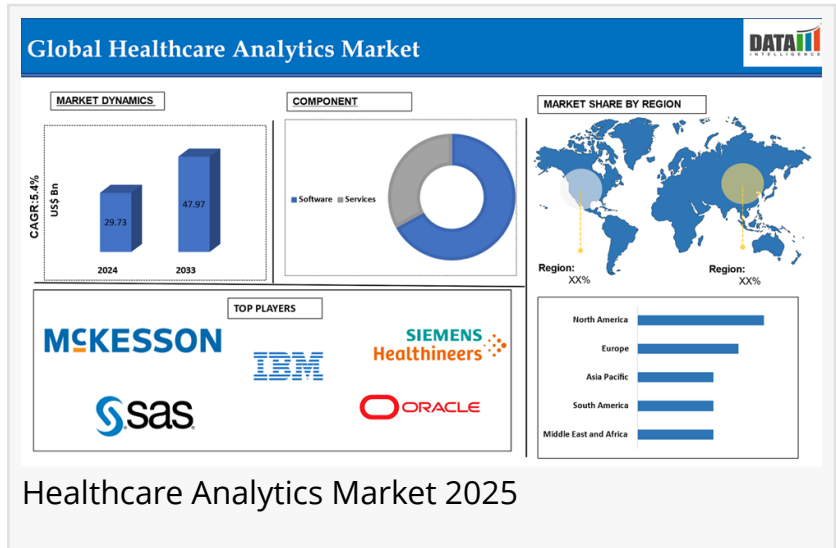 Global Healthcare Analytics Market
DATAM
INTELLIGENCE
MARKET DYNAMICS
CAGR:5.4%
US$ Bn
29.73
47.97
2024
2033
COMPONENT
Software
Services
MARKET SHARE BY REGION
Region:
XX%
Region:
XX%
TOP PLAYERS
McKESSON
IBM
SIEMENS
Healthineers
sas
ORACLE
North America
Europe
Asia Pacific
South America
Middle East and Africa
Healthcare Analytics Market 2025